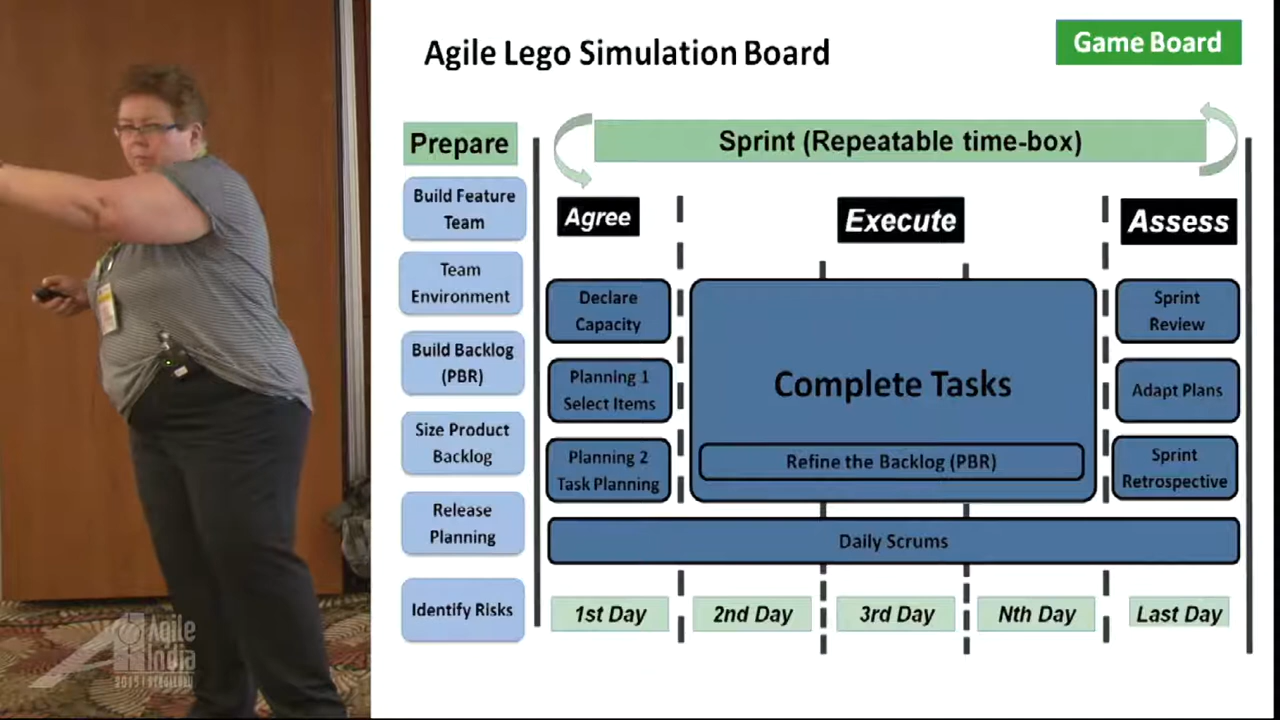 Agile Lego Simulation Board
Game Board
Prepare
Sprint (Repeatable time-box)
Build Feature
Team
Team
Environment
Build Backlog
(PBR)
Size Product
Backlog
Release
Planning
Identify Risks
Agree
Execute
Assess
Declare
Capacity
Planning 1
Select Items
Planning 2
Task Planning
Complete Tasks
Refine the Backlog (PBR)
Sprint
Review
Adapt Plans
Sprint
Retrospective
Daily Scrums
1st Day
2nd Day
3rd Day
Nth Day
Last Day
Agile
India